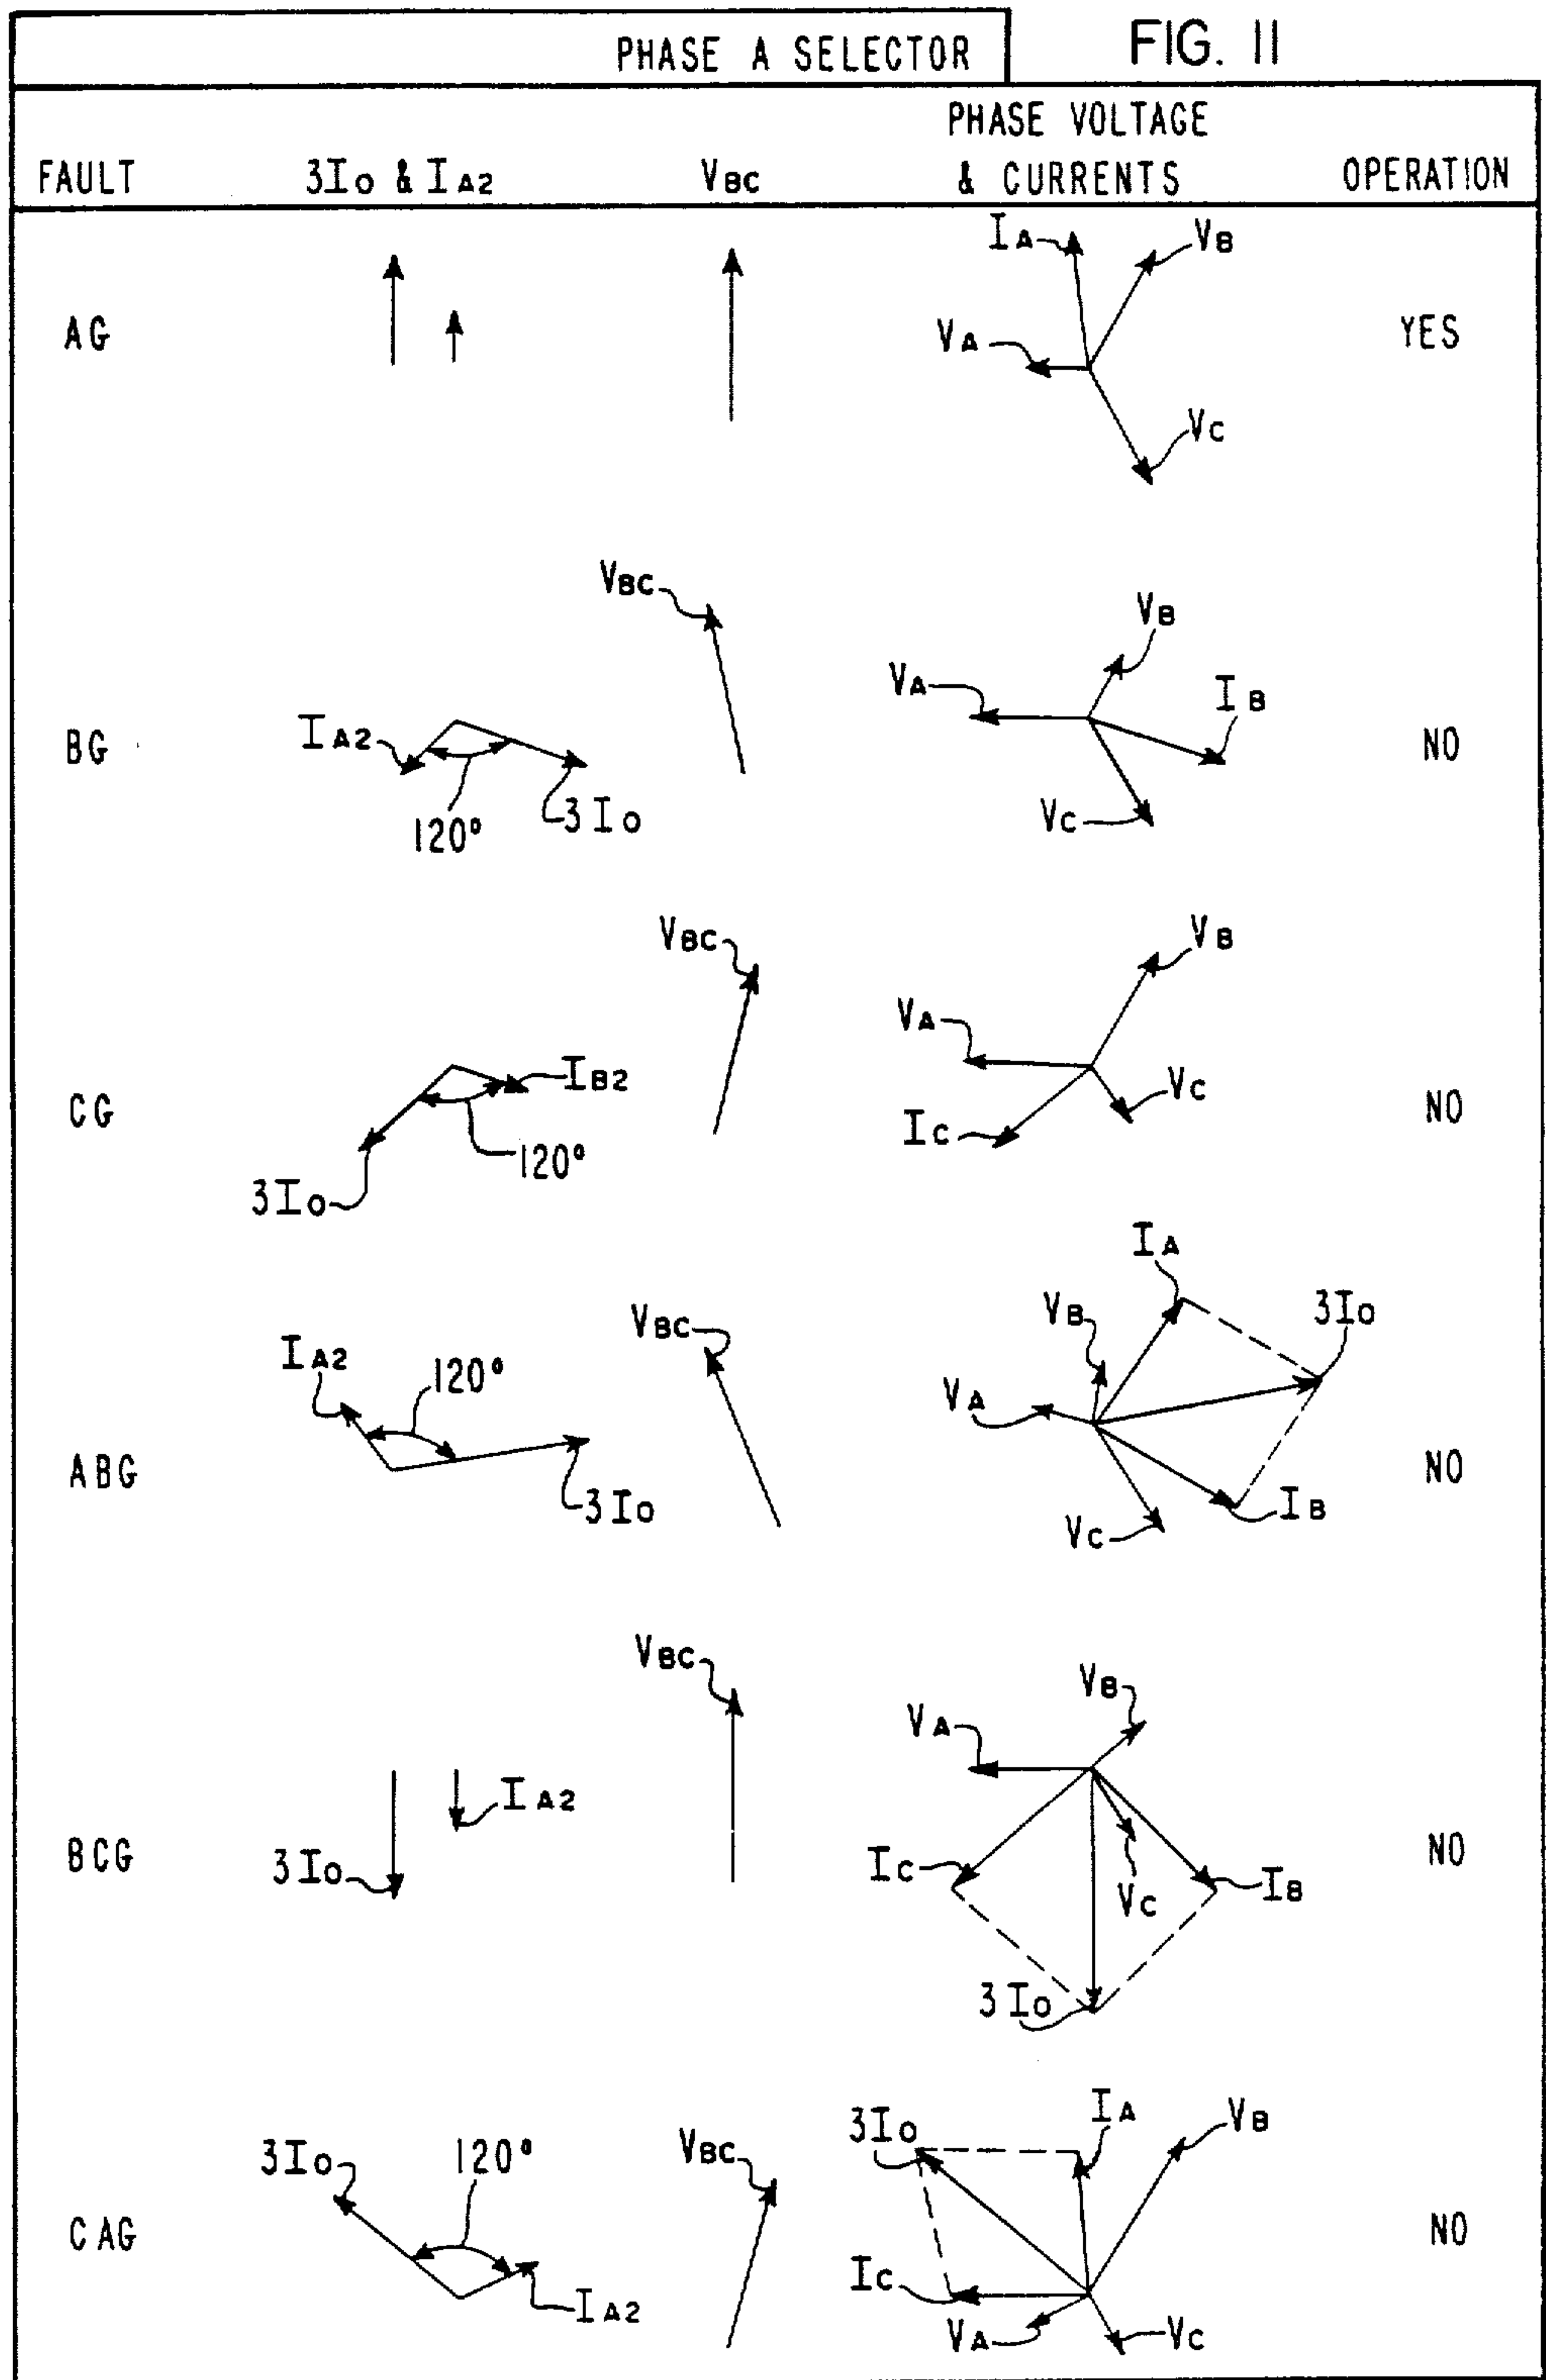 PHASE A SELECTOR
FIG. 11
FAULT
3I0 & IA2
VBC
PHASE VOLTAGE
& CURRENTS
OPERATION
AG
IA
VB
VA
VC
YES
BG
IA2
120°
3I0
VBC
VA
VB
IB
VC
NO
CG
IB2
120°
3I0
VBC
VB
VA
VC
IC
NO
ABG
IA2
120°
3I0
VBC
IA
VB
3I0
VA
IB
VC
NO
BCG
IA2
3I0
VBC
VB
VA
IC
VC
IB
3I0
NO
CAG
3I0
120°
IA2
VBC
3I0
IA
VB
IC
VA
VC
NO